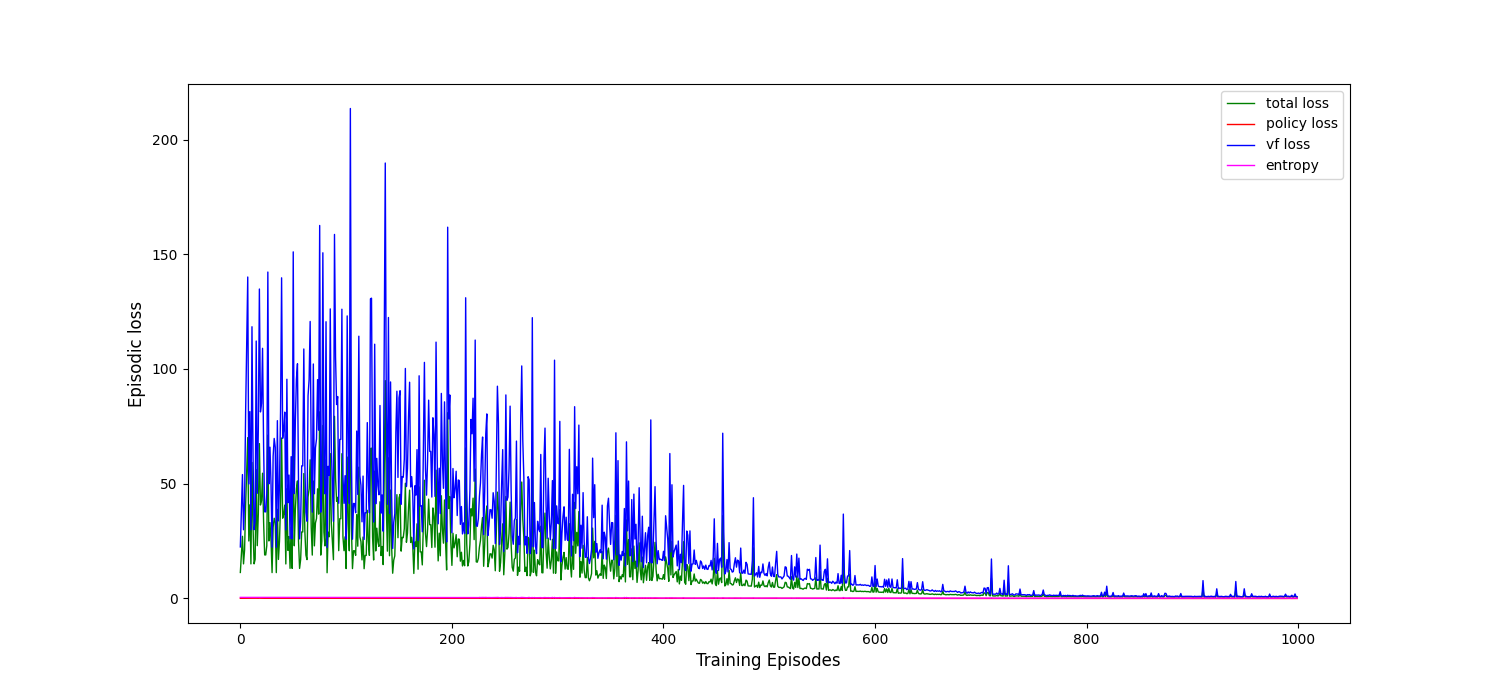 total loss
policy loss
vf loss
entropy
200
150
100
50
0
Episodic loss
0 200 400 600 800 1000
Training Episodes